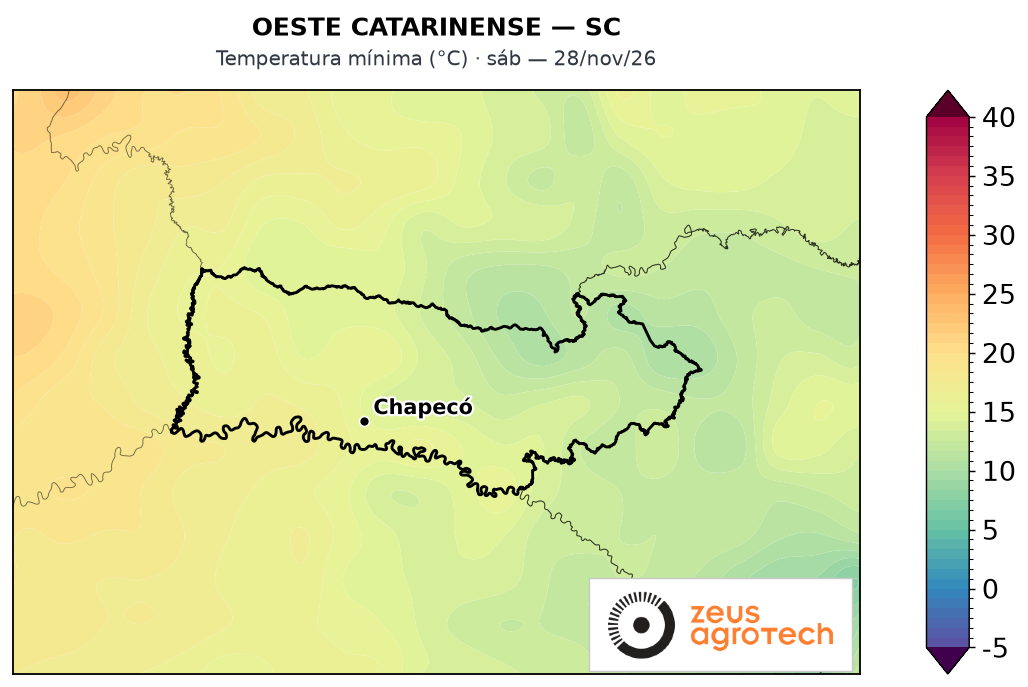 OESTE CATARINENSE — SC
Temperatura mínima (°C) · sáb — 28/nov/26
40
35
30
25
20
15
10
5
0
-5
Chapecó
zeus
agrotech